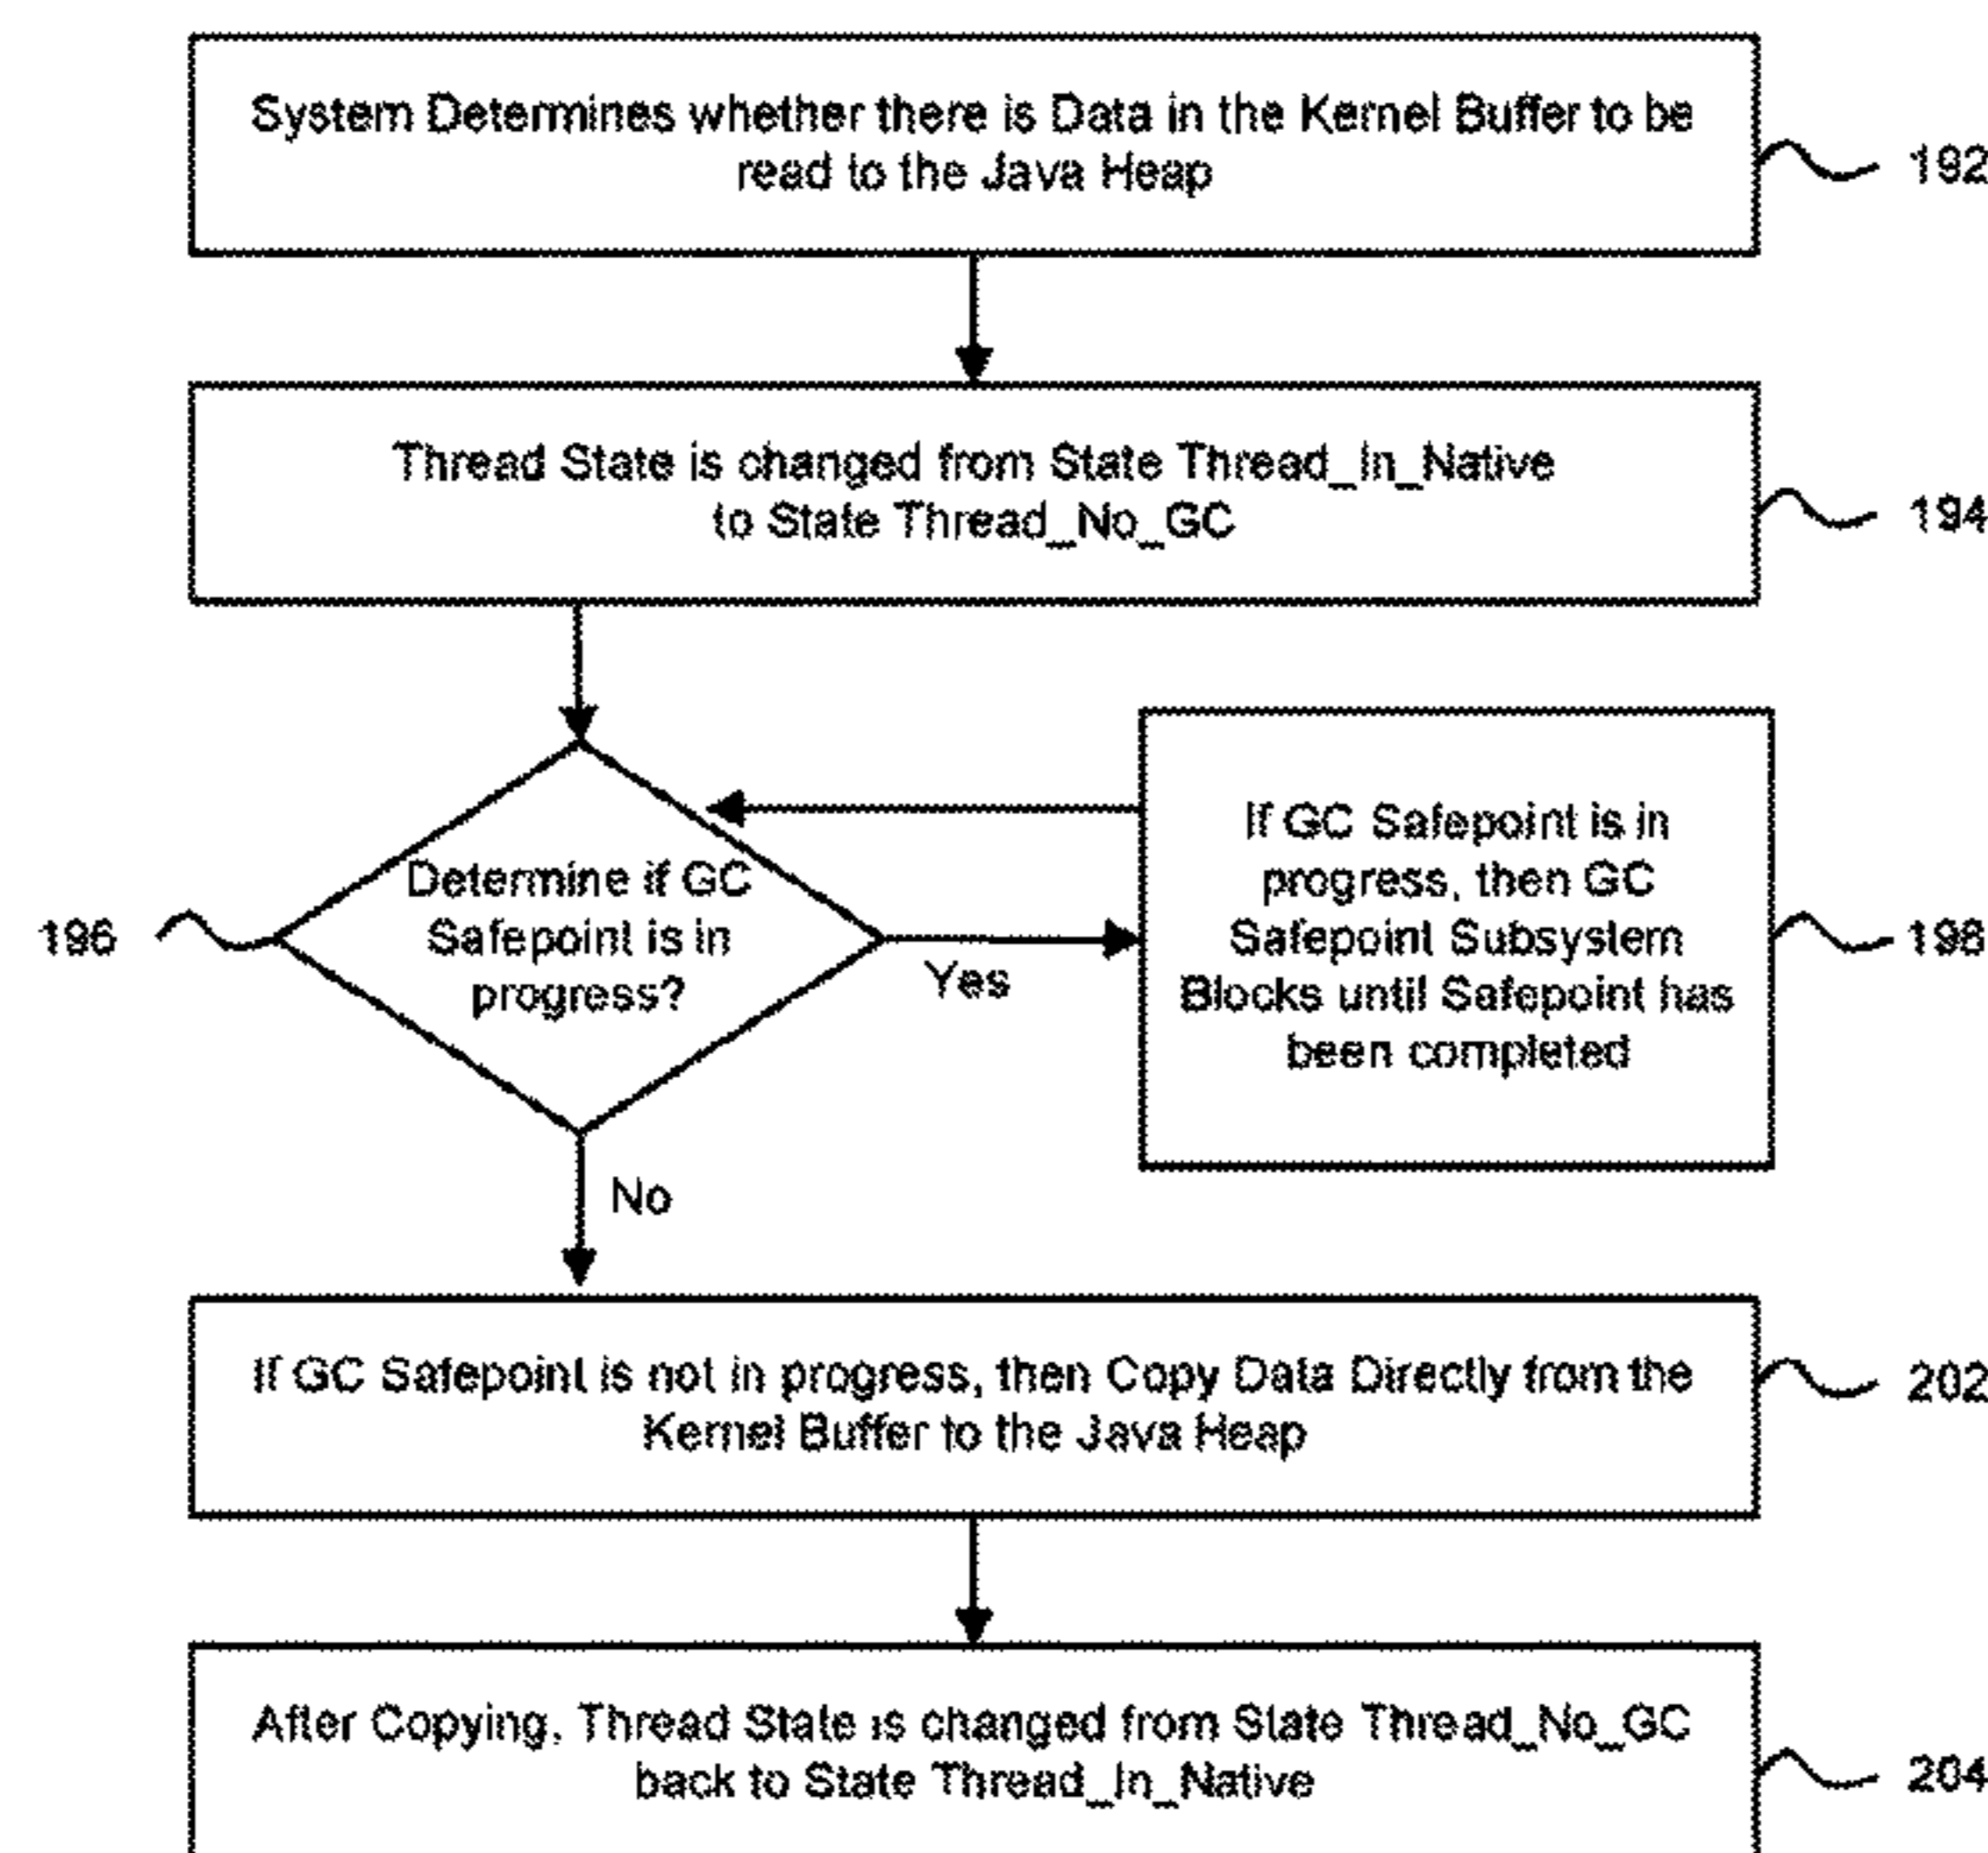 System Determines whether there is Data in the Kernel Buffer to be
read to the Java Heap
192
Thread State is changed from State Thread_In_Native
to State Thread_No_GC
194
Determine if GC
Safepoint is in
progress?
196
Yes
If GC Safepoint is in
progress, then GC
Safepoint Subsystem
Blocks until Safepoint has
been completed
198
No
If GC Safepoint is not in progress, then Copy Data Directly from the
Kernel Buffer to the Java Heap
202
After Copying, Thread State is changed from State Thread_No_GC
back to State Thread_In_Native
204